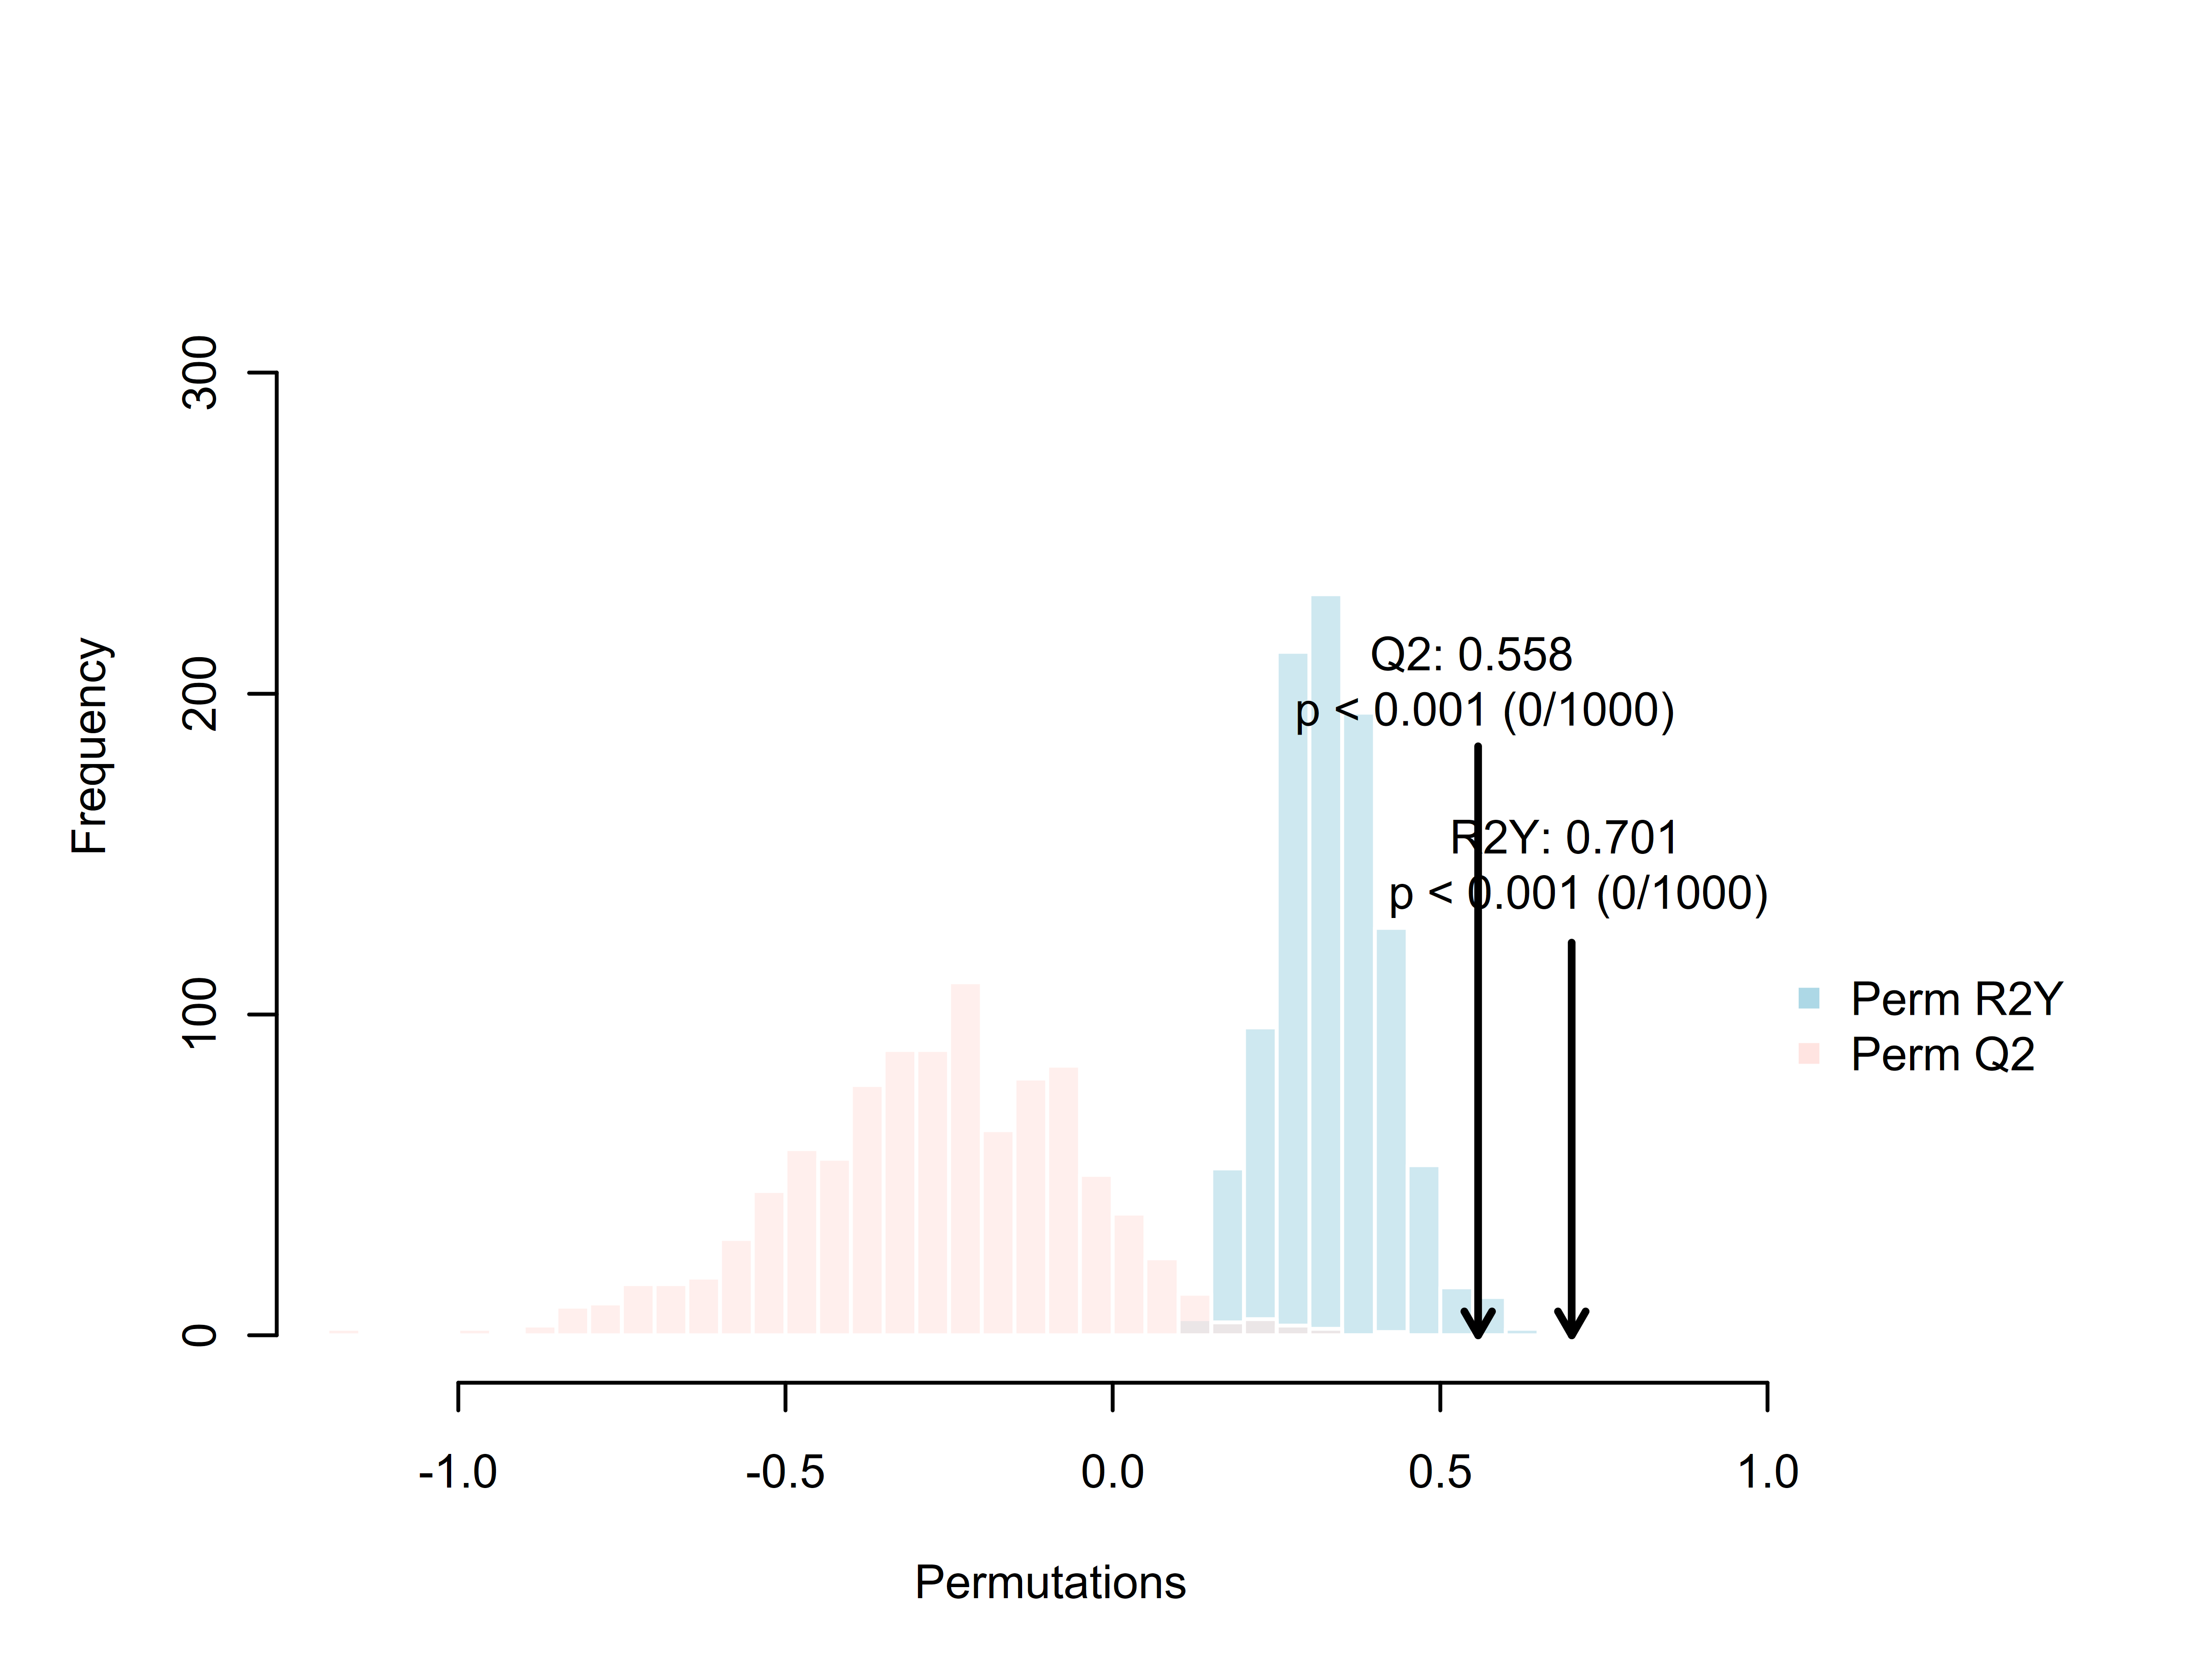 300
200
100
0
Frequency
Q2: 0.558
p < 0.001 (0/1000)
R2Y: 0.701
p < 0.001 (0/1000)
Perm R2Y
Perm Q2
-1.0 -0.5 0.0 0.5 1.0
Permutations